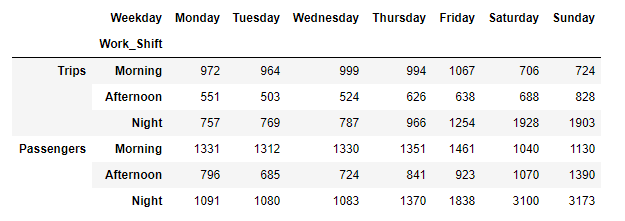 Weekday Monday Tuesday Wednesday Thursday Friday Saturday Sunday
Work_Shift
Trips Morning 972 964 999 994 1067 706 724
Afternoon 551 503 524 626 638 688 828
Night 757 769 787 966 1254 1928 1903
Passengers Morning 1331 1312 1330 1351 1461 1040 1130
Afternoon 796 685 724 841 923 1070 1390
Night 1091 1080 1083 1370 1838 3100 3173